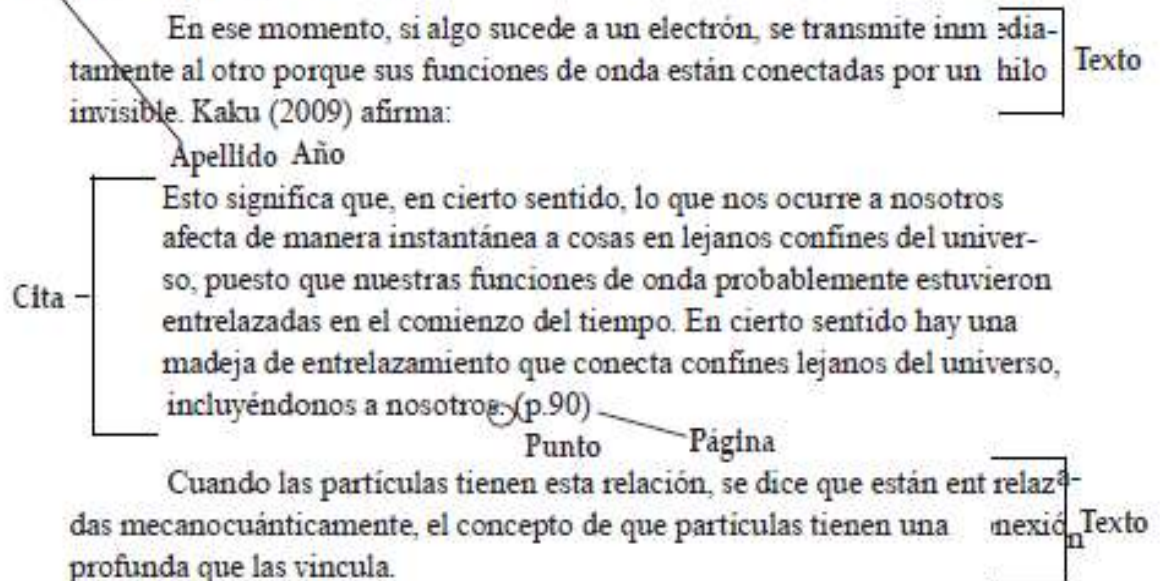 En ese momento, si algo sucede a un electrón, se transmite inm edia-
tamente al otro porque sus funciones de onda están conectadas por un hilo
Texto
invisible. Kaku (2009) afirma:
Apellido Año
Esto significa que, en cierto sentido, lo que nos ocurre a nosotros
afecta de manera instantánea a cosas en lejanos confines del univer-
so, puesto que nuestras funciones de onda probablemente estuvieron
Cita
entrelazadas en el comienzo del tiempo. En cierto sentido hay una
madeja de entrelazamiento que conecta confines lejanos del universo,
incluyéndonos a nosotros. (p.90)
Punto Página
Cuando las partículas tienen esta relación, se dice que están ent relaza-
das mecanocuánticamente, el concepto de que partículas tienen una nexión
Texto
profunda que las vincula.